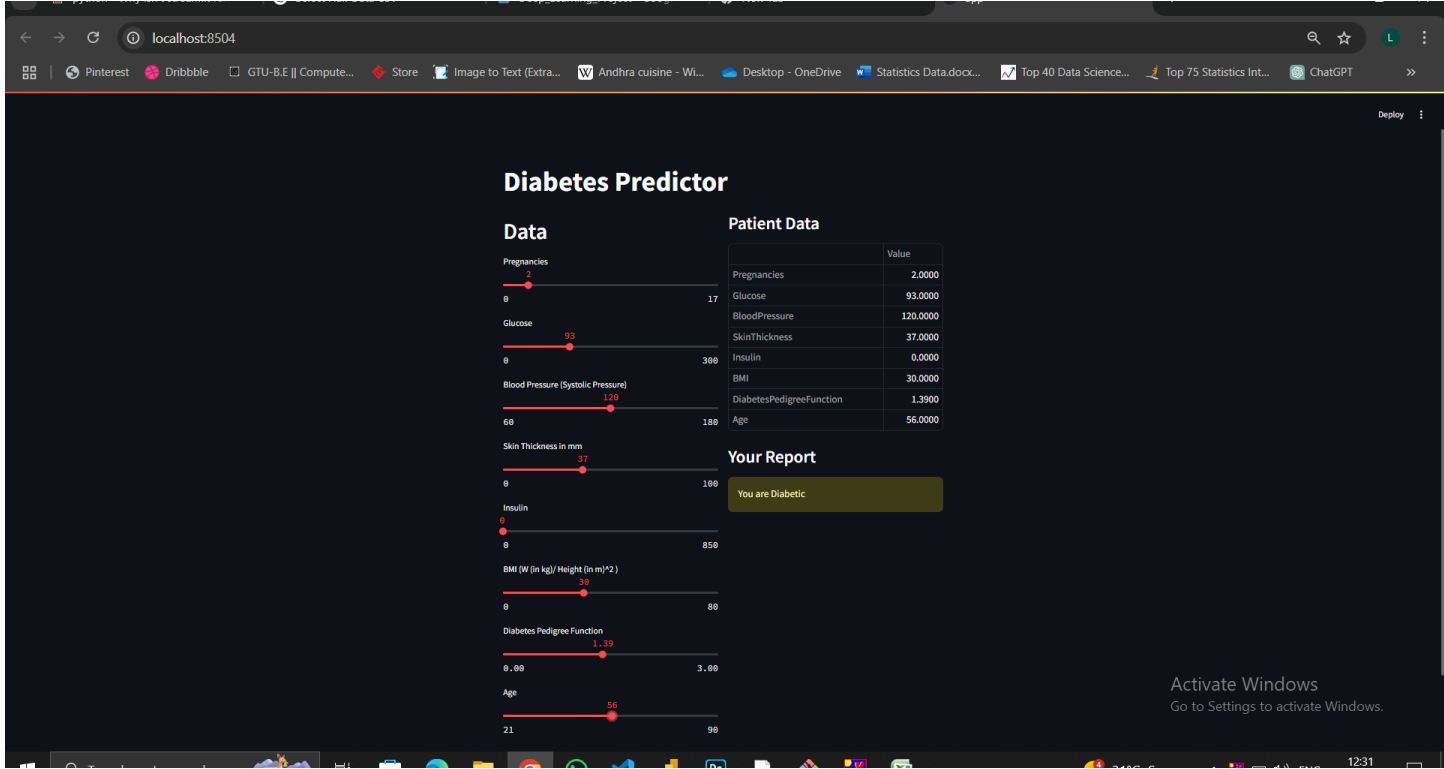 localhost:8504
L
Pinterest
Dribbble
GTU-B.E || Compute...
Store
Image to Text (Extra...
Andhra cuisine - Wi...
Desktop - OneDrive
Statistics Data.docx...
Top 40 Data Science...
Top 75 Statistics Int...
ChatGPT
»
Deploy
Diabetes Predictor
Data
Pregnancies
2
0 17
Glucose
93
0 300
Blood Pressure (Systolic Pressure)
120
60 180
Skin Thickness in mm
37
0 100
Insulin
0
0 850
BMI (W (in kg)/ Height (in m)^2 )
30
0 80
Diabetes Pedigree Function
1.39
0.00 3.00
Age
56
21 90
Patient Data
Value
Pregnancies 2.0000
Glucose 93.0000
BloodPressure 120.0000
SkinThickness 37.0000
Insulin 0.0000
BMI 30.0000
DiabetesPedigreeFunction 1.3900
Age 56.0000
Your Report
You are Diabetic
Activate Windows
Go to Settings to activate Windows.
12:31